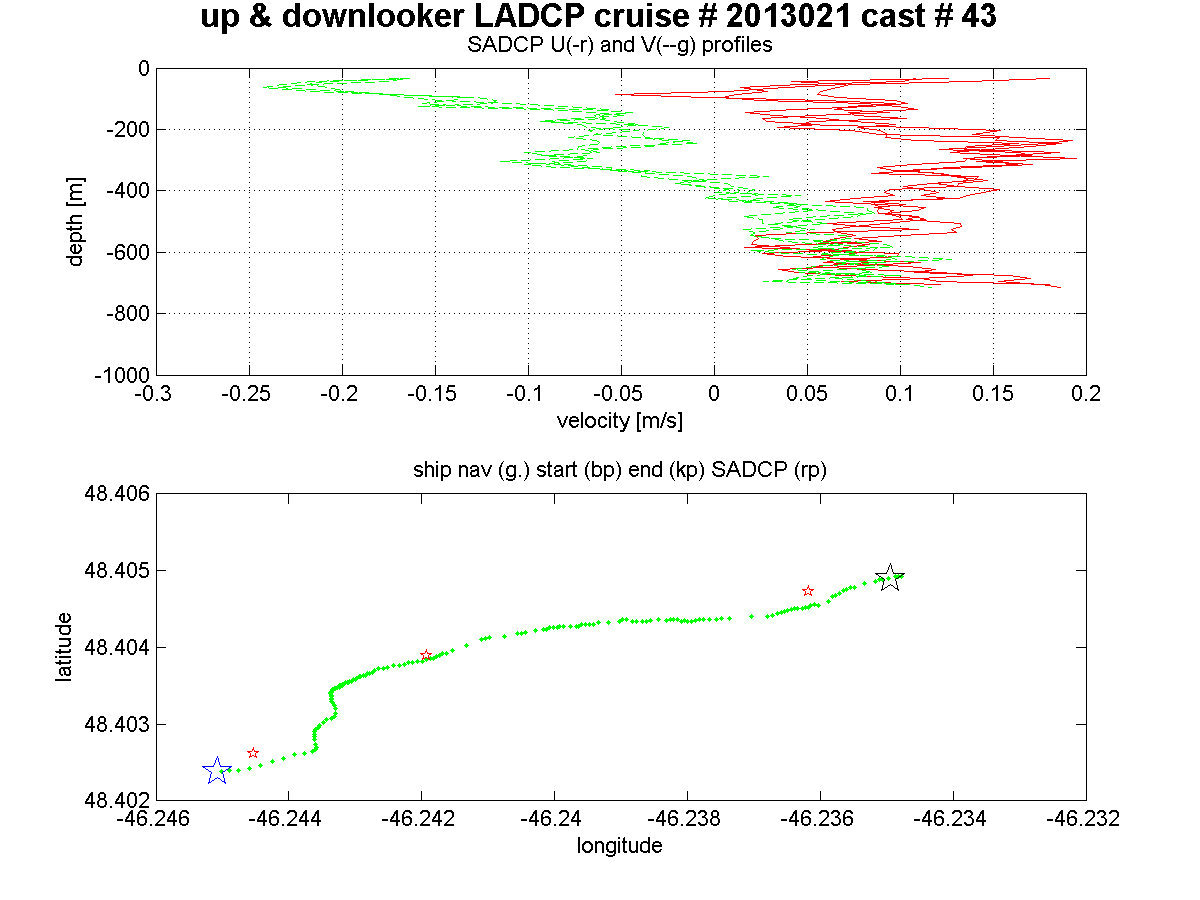 up & downlooker LADCP cruise # 2013021 cast # 43
SADCP U(-r) and V(--g) profiles
0
-200
-400
-600
-800
-1000
depth [m]
-0.3 -0.25 -0.2 -0.15 -0.1 -0.05 0 0.05 0.1 0.15 0.2
velocity [m/s]
ship nav (g.) start (bp) end (kp) SADCP (rp)
48.406
48.405
48.404
48.403
48.402
latitude
-46.246 -46.244 -46.242 -46.24 -46.238 -46.236 -46.234 -46.232
longitude